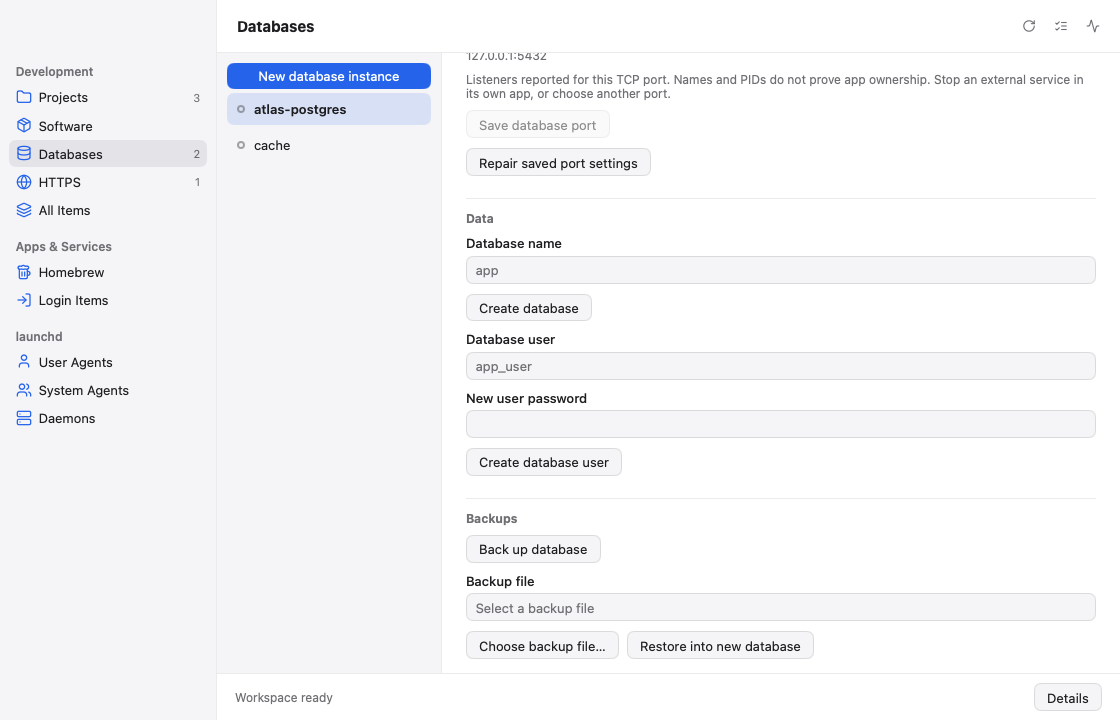 Databases
Development
Projects 3
Software
Databases 2
HTTPS 1
All Items
Apps & Services
Homebrew
Login Items
launchd
User Agents
System Agents
Daemons
New database instance
atlas-postgres
cache
127.0.0.1:5432
Listeners reported for this TCP port. Names and PIDs do not prove app ownership. Stop an external service in
its own app, or choose another port.
Save database port
Repair saved port settings
Data
Database name
app
Create database
Database user
app_user
New user password
Create database user
Backups
Back up database
Backup file
Select a backup file
Choose backup file... Restore into new database
Workspace ready
Details